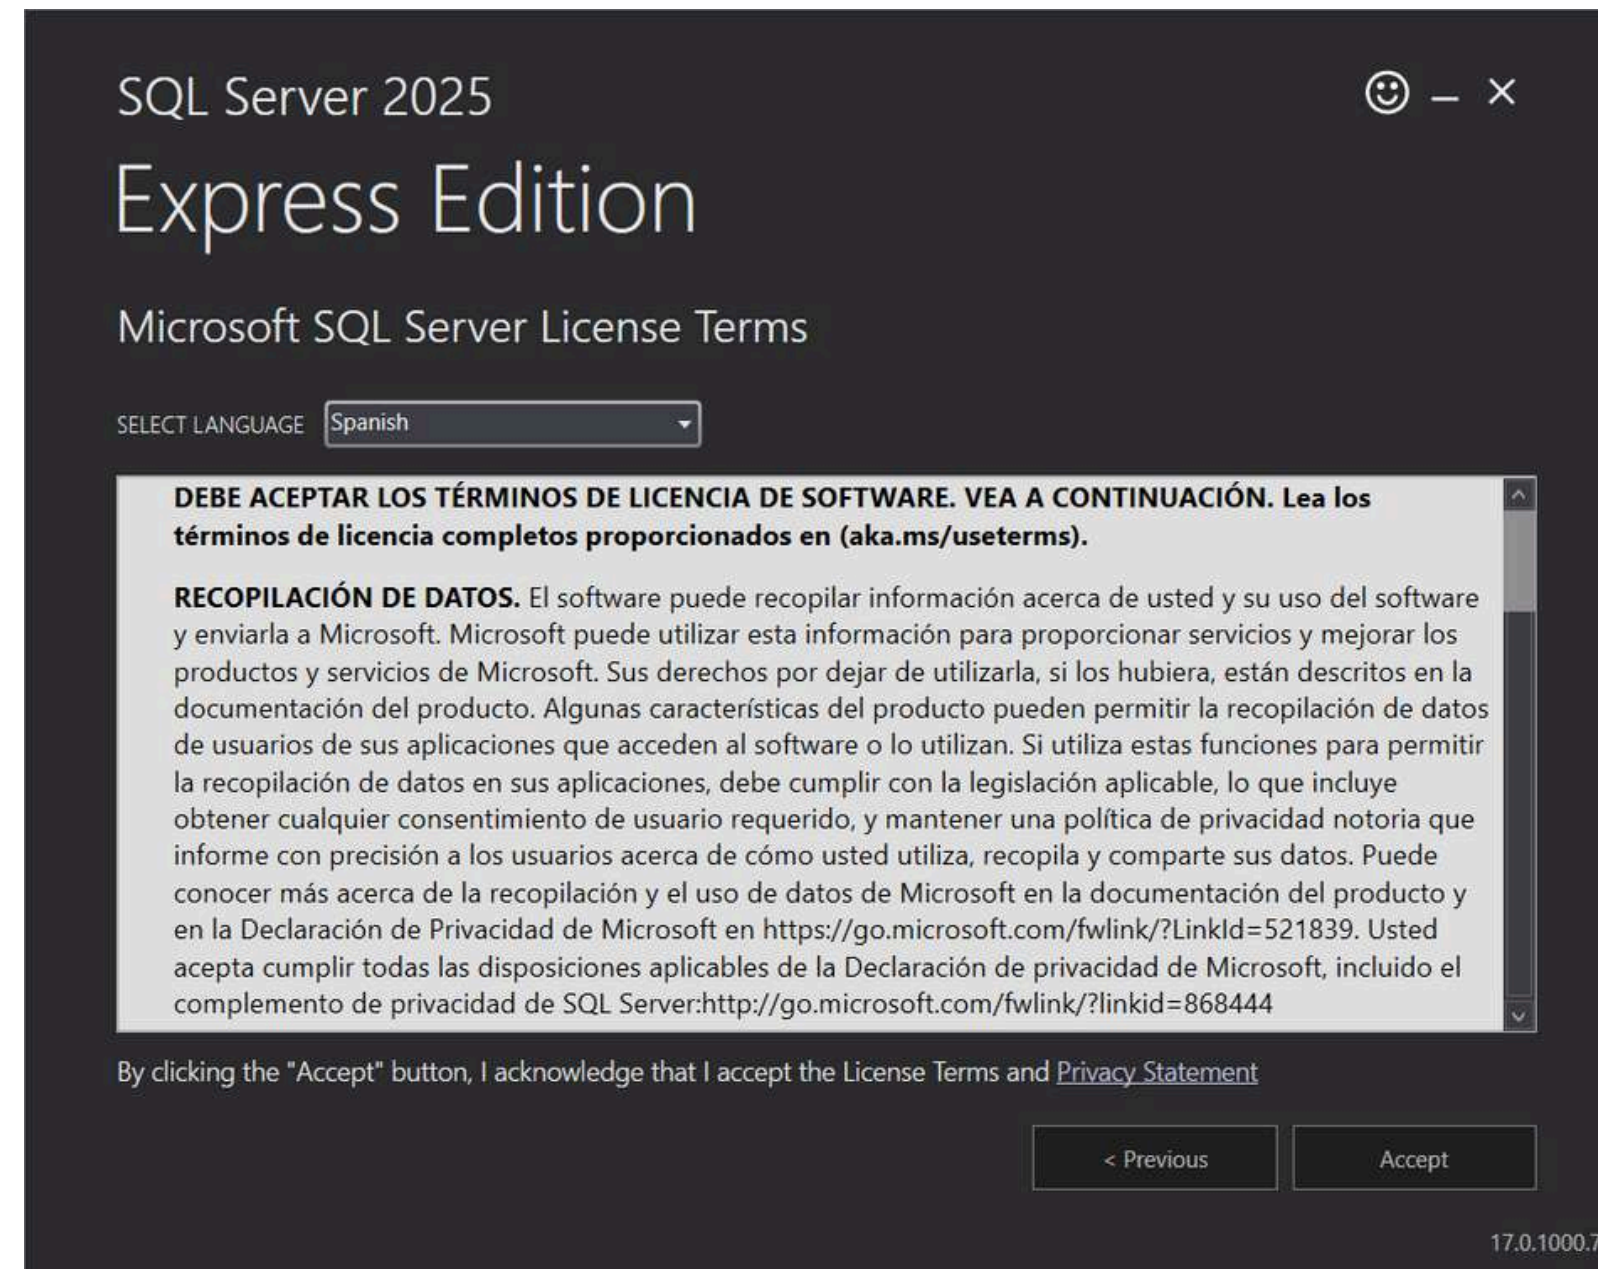 SQL Server 2025
Express Edition
Microsoft SQL Server License Terms
SELECT LANGUAGE Spanish
DEBE ACEPTAR LOS TÉRMINOS DE LICENCIA DE SOFTWARE. VEA A CONTINUACIÓN. Lea los
términos de licencia completos proporcionados en (aka.ms/useterms).
RECOPILACIÓN DE DATOS. El software puede recopilar información acerca de usted y su uso del software
y enviarla a Microsoft. Microsoft puede utilizar esta información para proporcionar servicios y mejorar los
productos y servicios de Microsoft. Sus derechos por dejar de utilizarla, si los hubiera, están descritos en la
documentación del producto. Algunas características del producto pueden permitir la recopilación de datos
de usuarios de sus aplicaciones que acceden al software o lo utilizan. Si utiliza estas funciones para permitir
la recopilación de datos en sus aplicaciones, debe cumplir con la legislación aplicable, lo que incluye
obtener cualquier consentimiento de usuario requerido, y mantener una política de privacidad notoria que
informe con precisión a los usuarios acerca de cómo usted utiliza, recopila y comparte sus datos. Puede
conocer más acerca de la recopilación y el uso de datos de Microsoft en la documentación del producto y
en la Declaración de Privacidad de Microsoft en https://go.microsoft.com/fwlink/?LinkId=521839. Usted
acepta cumplir todas las disposiciones aplicables de la Declaración de privacidad de Microsoft, incluido el
complemento de privacidad de SQL Server:http://go.microsoft.com/fwlink/?linkid=868444
By clicking the "Accept" button, I acknowledge that I accept the License Terms and Privacy Statement
< Previous Accept
17.0.1000.7